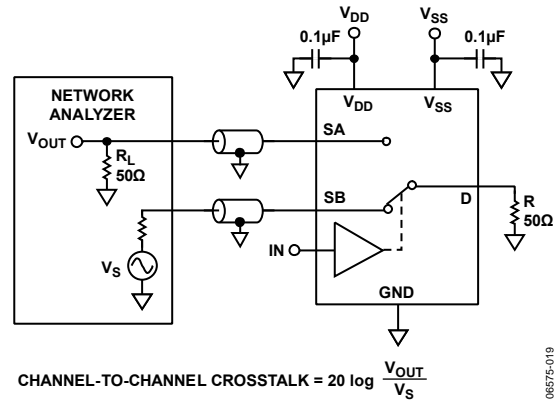 V_DD
V_SS
0.1µF
0.1µF
V_DD
V_SS
NETWORK
ANALYZER
V_OUT
R_L
50Ω
SA
SB
D
R
50Ω
IN
V_S
GND
CHANNEL-TO-CHANNEL CROSSTALK = 20 log V_OUT / V_S
06575-019